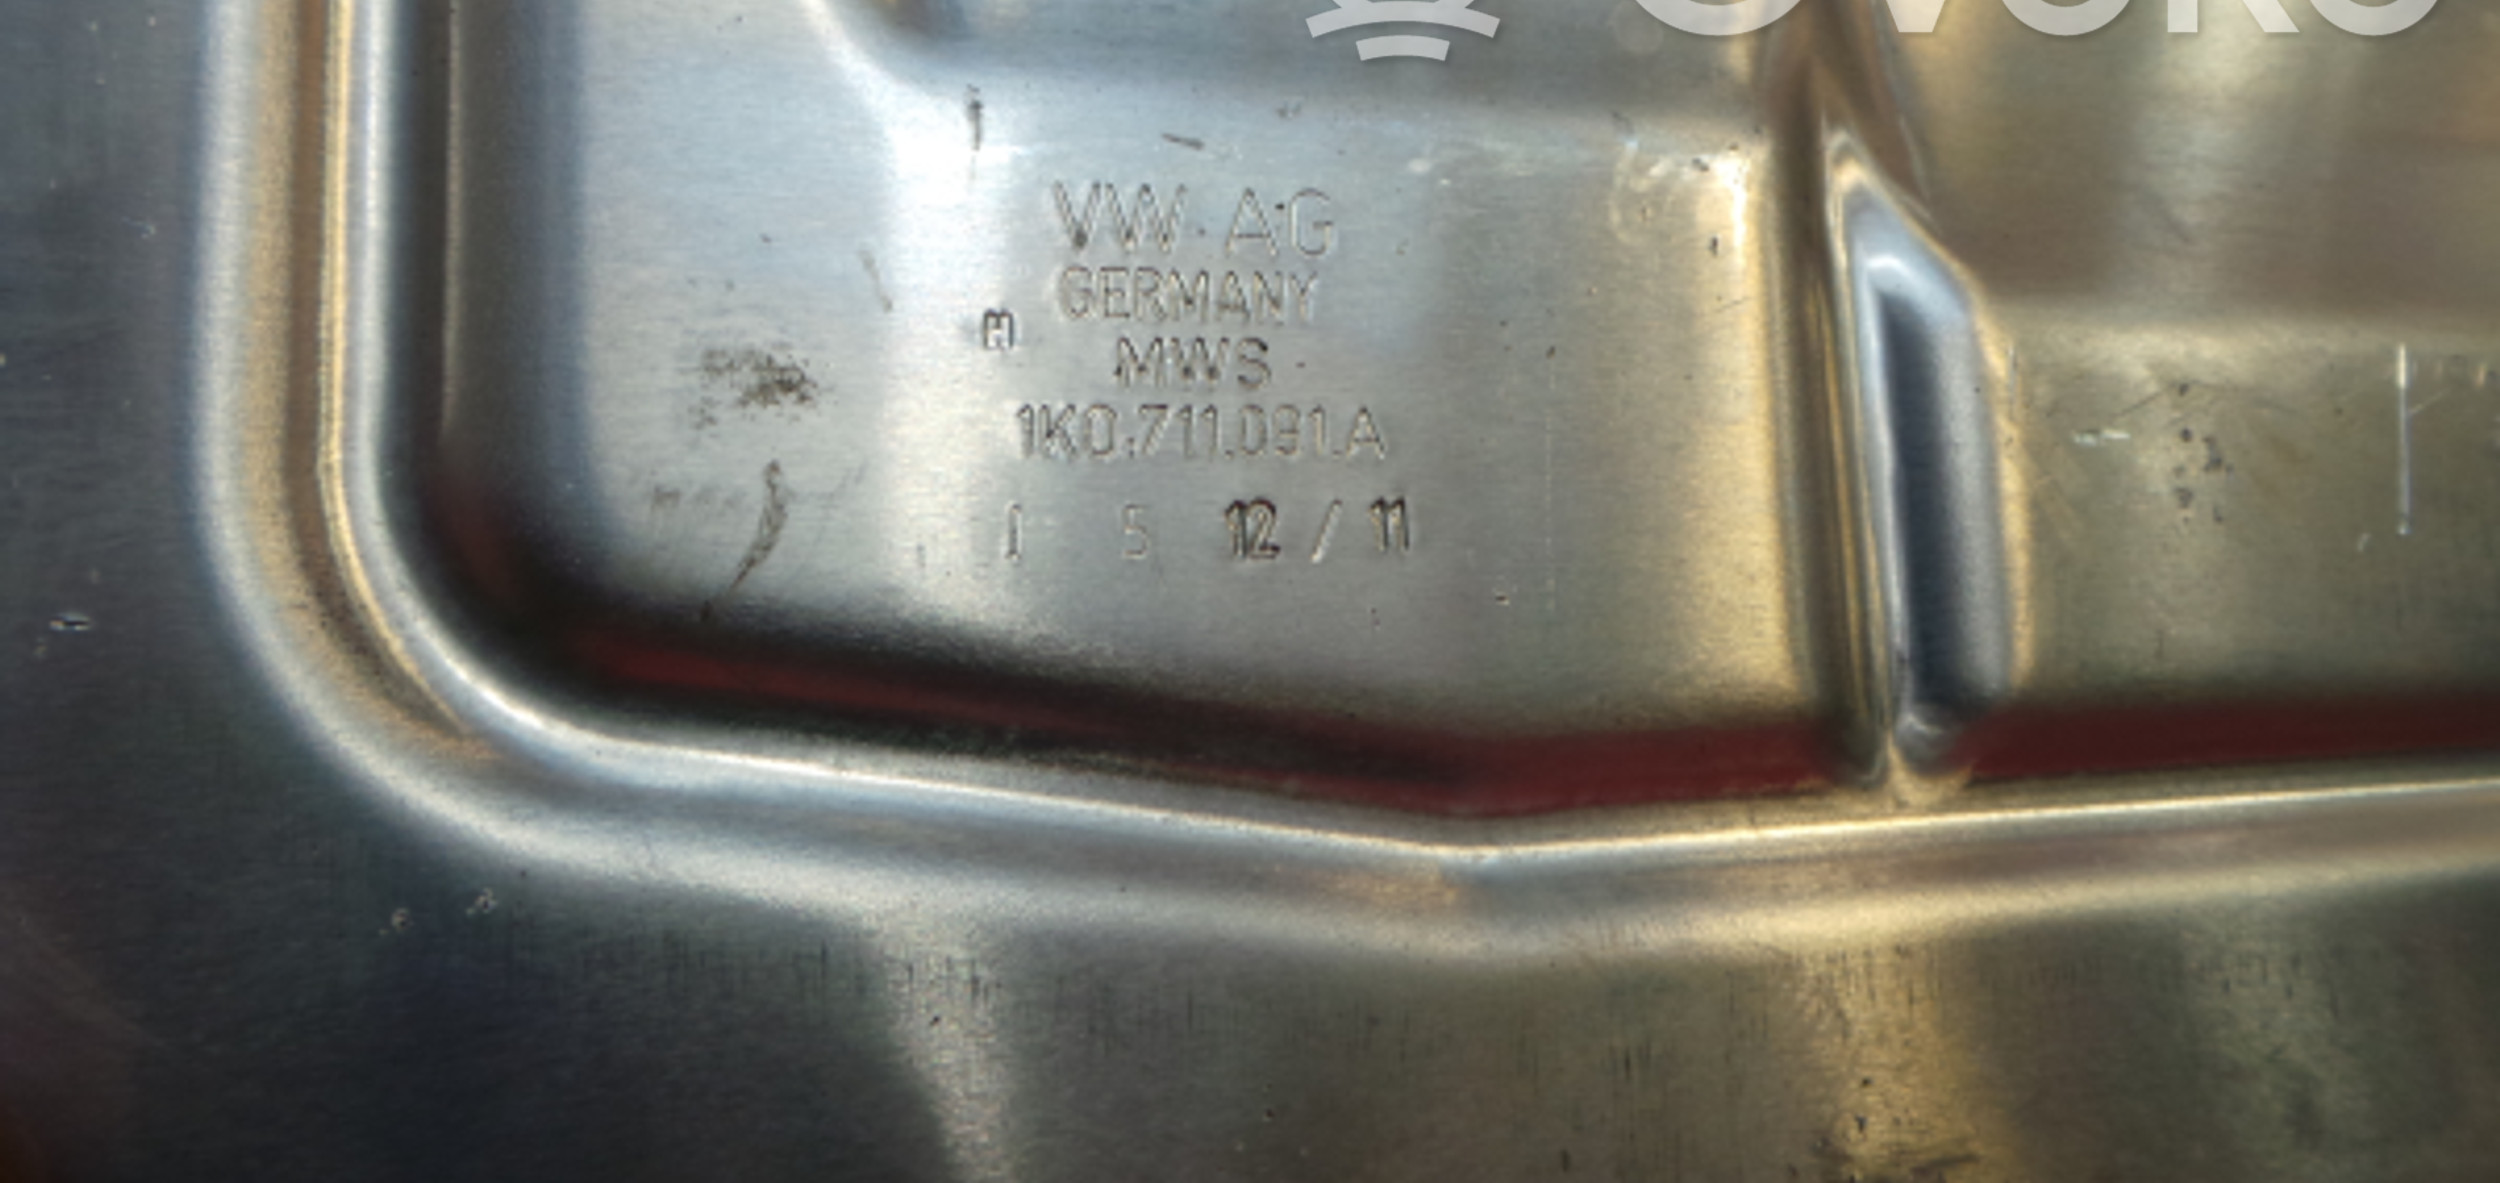 VW AG
GERMANY
H
MWS
1K0.711.091.A
1 5 12 / 11